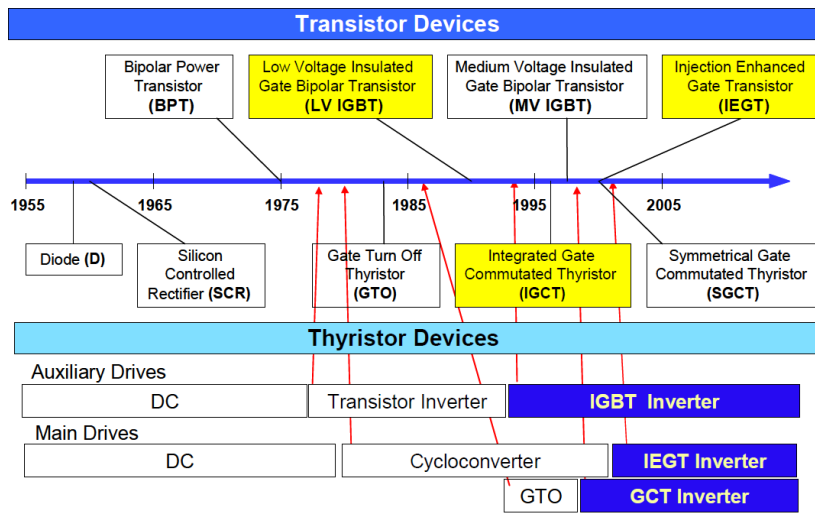 Transistor Devices
Bipolar Power
Transistor
(BPT)
Low Voltage Insulated
Gate Bipolar Transistor
(LV IGBT)
Medium Voltage Insulated
Gate Bipolar Transistor
(MV IGBT)
Injection Enhanced
Gate Transistor
(IEGT)
1955
1965
1975
1985
1995
2005
Diode (D)
Silicon
Controlled
Rectifier (SCR)
Gate Turn Off
Thyristor
(GTO)
Integrated Gate
Commutated Thyristor
(IGCT)
Symmetrical Gate
Commutated Thyristor
(SGCT)
Thyristor Devices
Auxiliary Drives
DC
Transistor Inverter
IGBT Inverter
Main Drives
DC
Cycloconverter
IEGT Inverter
GTO
GCT Inverter